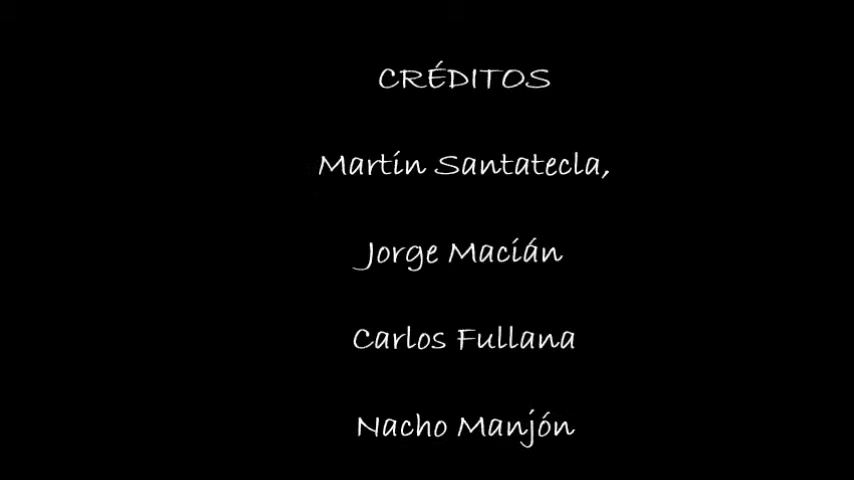 CRÉDITOS
Martín Santatecla,
Jorge Macián
Carlos Fullana
Nacho Manjón